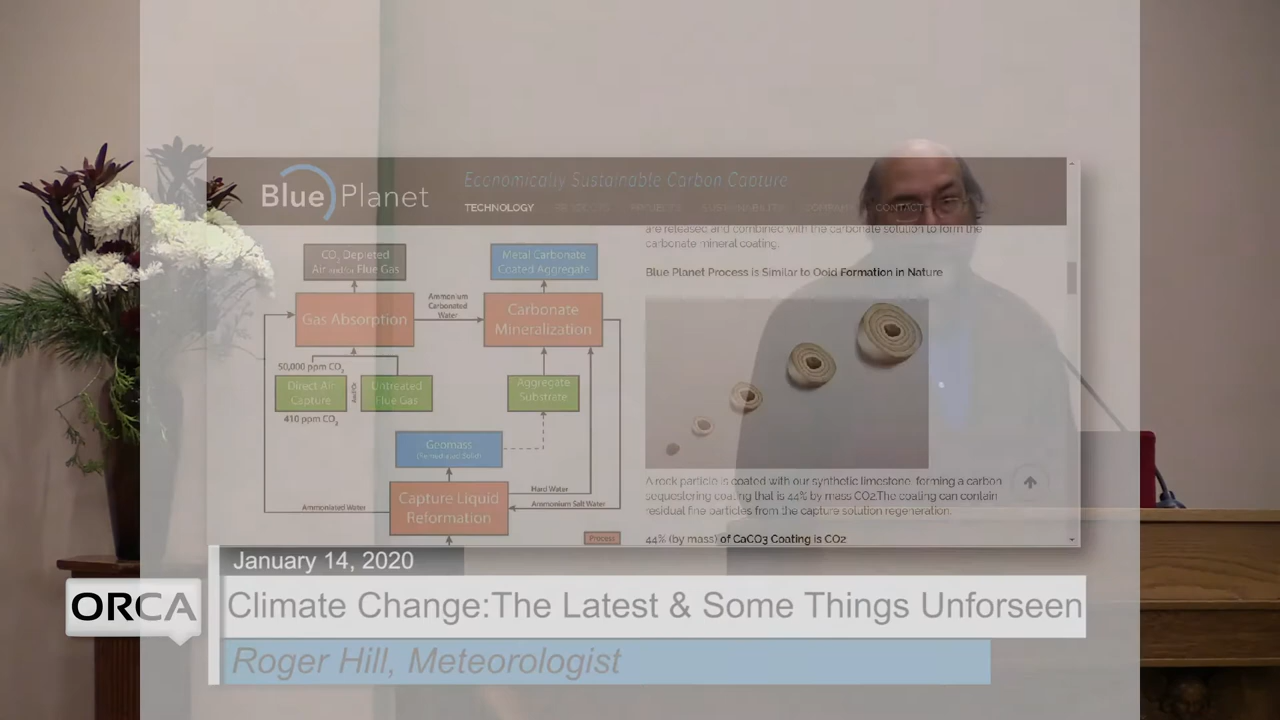 Blue Planet
Economically Sustainable Carbon Capture
TECHNOLOGY
CONTACT
are released and combined with the carbonate solution to form the
carbonate mineral coating.
Blue Planet Process is Similar to Ooid Formation in Nature
CO2 Depleted
Air and/or Flue Gas
Metal Carbonate
Coated Aggregate
Gas Absorption
Ammonium
Carbonated
Water
Carbonate
Mineralization
50,000 ppm CO2
Direct Air
Capture
And/Or
Untreated
Flue Gas
Aggregate
Substrate
410 ppm CO2
Geomass
(Remediated Solid)
Capture Liquid
Reformation
Hard Water
Ammonium Salt Water
Ammoniated Water
Process
A rock particle is coated with our synthetic limestone, forming a carbon
sequestering coating that is 44% by mass CO2.The coating can contain
residual fine particles from the capture solution regeneration.
44% (by mass) of CaCO3 Coating is CO2
January 14, 2020
ORCA
Climate Change:The Latest & Some Things Unforseen
Roger Hill, Meteorologist